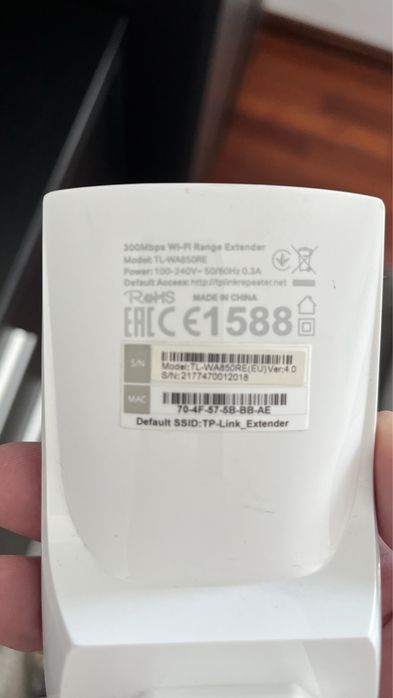 300Mbps Wi-Fi Range Extender
Model: TL-WA850RE
Power: 100-240V~ 50/60Hz 0.3A
Default Access: http://tplinkrepeater.net
RoHS MADE IN CHINA
EAC CE1588
S/N
Model:TL-WA850RE(EU)Ver:4.0
S/N:2177470012018
MAC
70-4F-57-5B-BB-AE
Default SSID:TP-Link_Extender